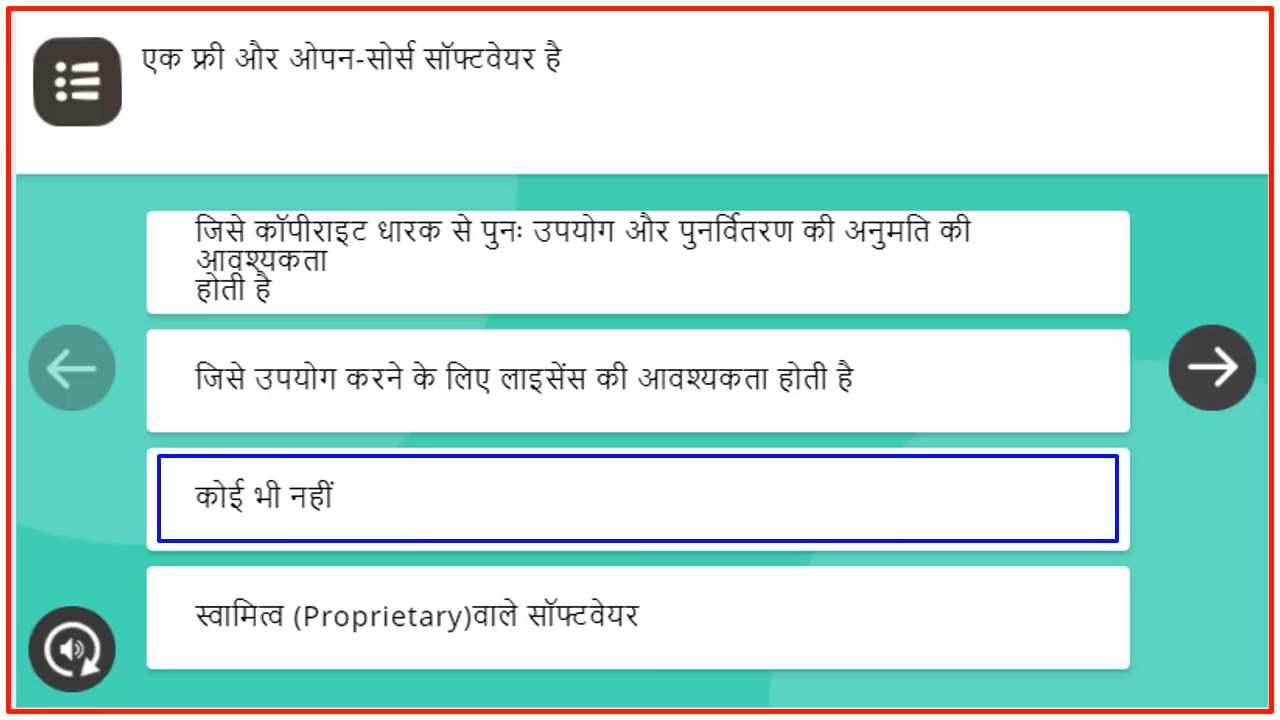 एक फ्री और ओपन-सोर्स सॉफ्टवेयर है
जिसे कॉपीराइट धारक से पुनः उपयोग और पुनर्वितरण की अनुमति की
आवश्यकता
होती है
जिसे उपयोग करने के लिए लाइसेंस की आवश्यकता होती है
कोई भी नहीं
स्वामित्व (Proprietary)वाले सॉफ्टवेयर